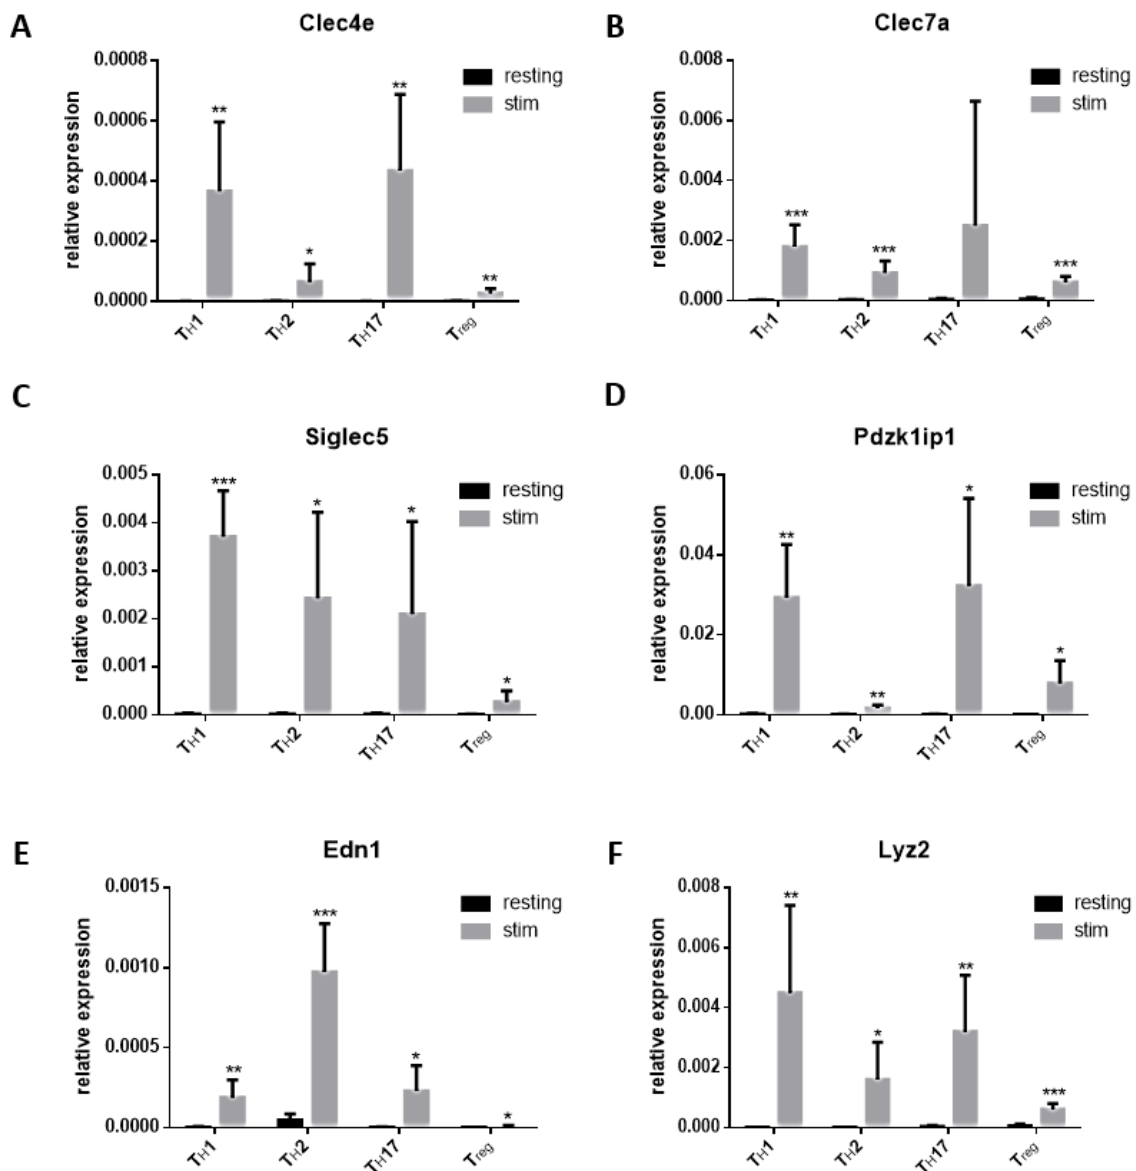 A
Clec4e
relative expression
0.0008
0.0006
0.0004
0.0002
0.0000
resting
stim
**
*
**
**
TH1
TH2
TH17
Treg
B
Clec7a
relative expression
0.008
0.006
0.004
0.002
0.000
resting
stim
***
***
***
TH1
TH2
TH17
Treg
C
Siglec5
relative expression
0.005
0.004
0.003
0.002
0.001
0.000
resting
stim
***
*
*
*
TH1
TH2
TH17
Treg
D
Pdzk1ip1
relative expression
0.06
0.04
0.02
0.00
resting
stim
**
**
*
*
TH1
TH2
TH17
Treg
E
Edn1
relative expression
0.0015
0.0010
0.0005
0.0000
resting
stim
**
***
*
*
TH1
TH2
TH17
Treg
F
Lyz2
relative expression
0.008
0.006
0.004
0.002
0.000
resting
stim
**
*
**
***
TH1
TH2
TH17
Treg